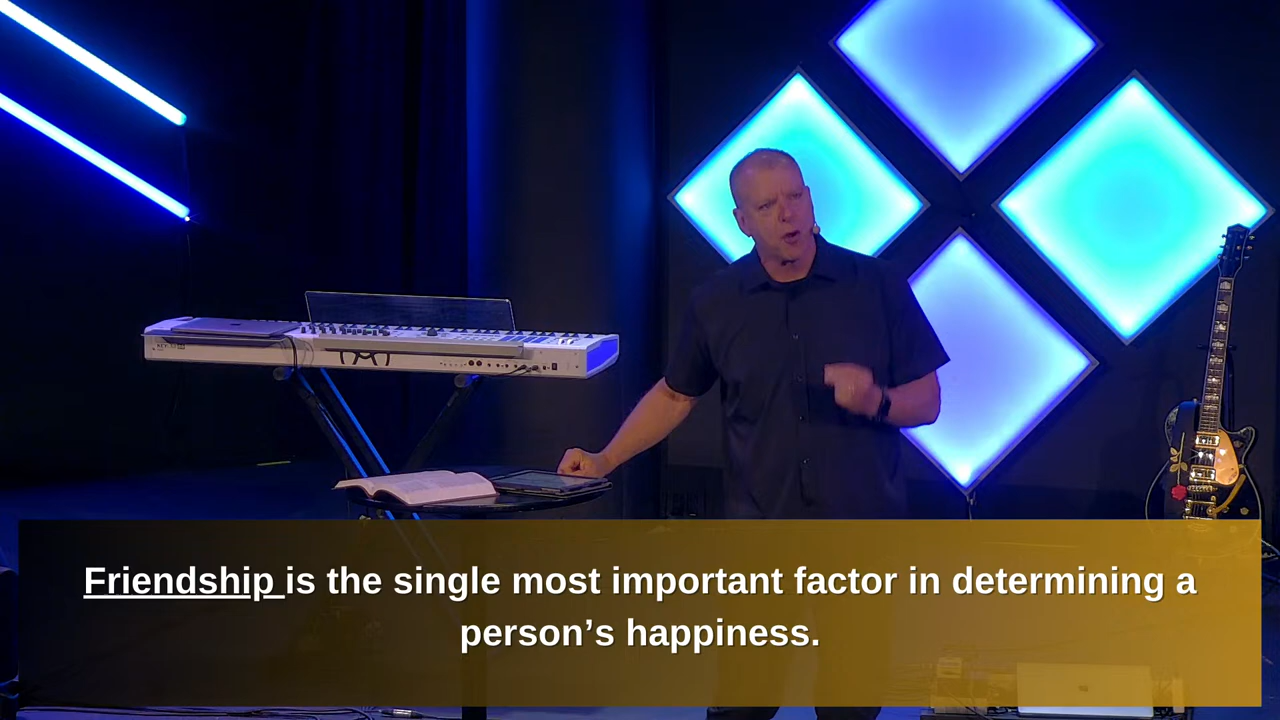 Friendship is the single most important factor in determining a
person’s happiness.